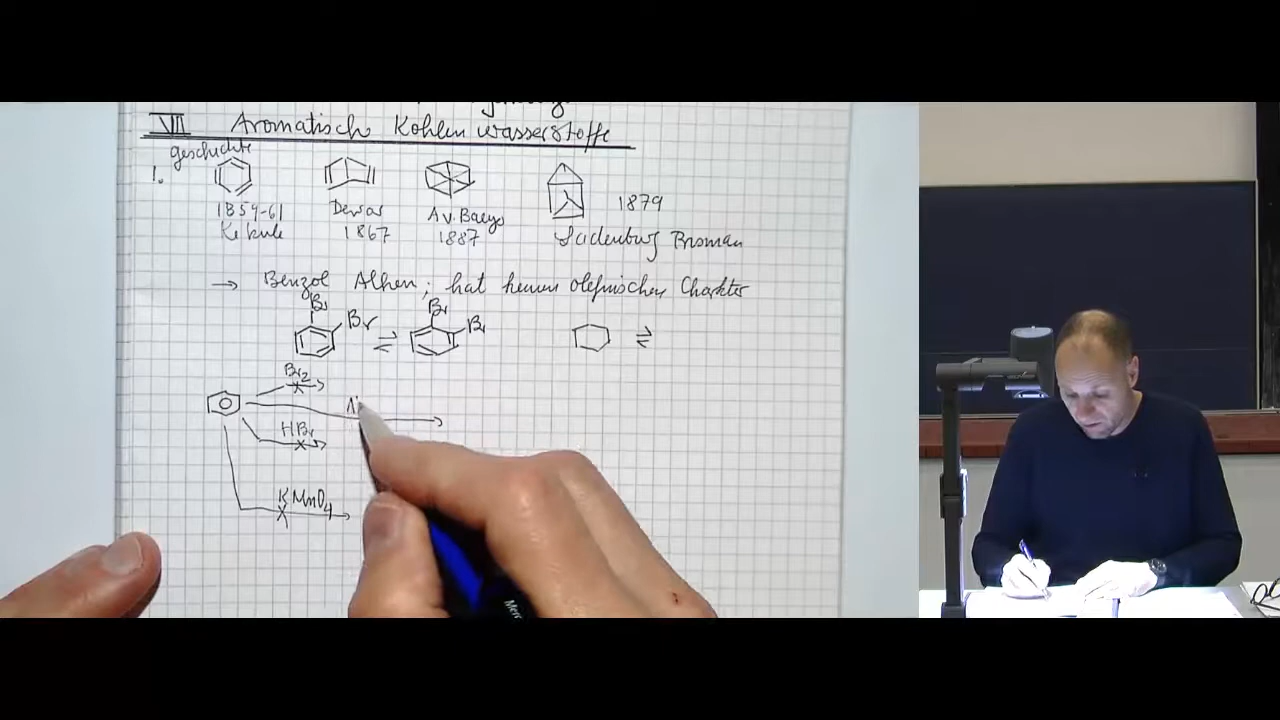 VII Aromatisch Kohlenwasserstoffe
geschichte
1.
1859-61 Dewar A v. Baeyer 1879
Kekule 1867 1887 Ladenburg Prisman
→ Benzol Alken; hat keinen olefinischen Charakter
Br Br
Br ⇌ Br ⇌
Br2
HBr
KMnO4